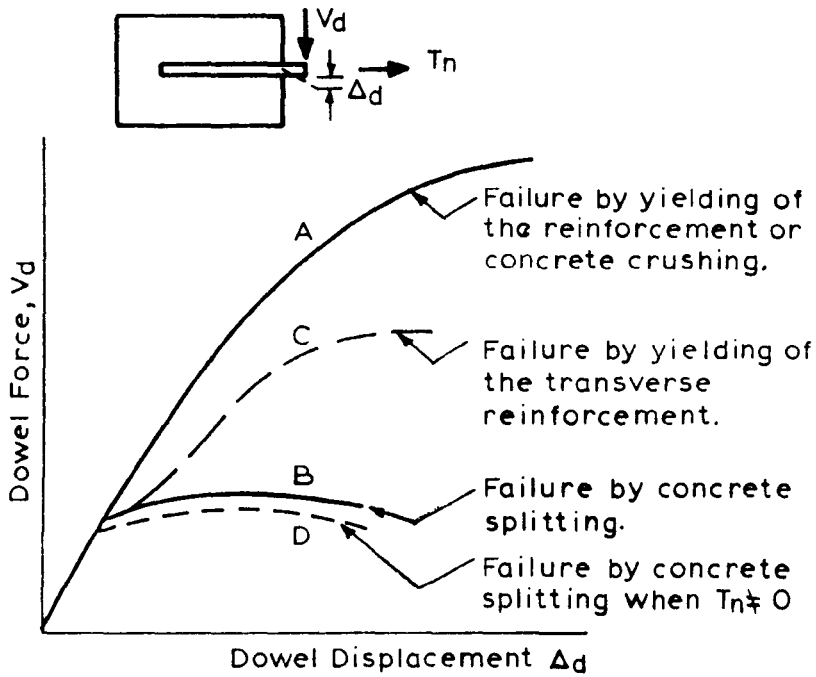 Vd
Tn
Δd
A
Failure by yielding of
the reinforcement or
concrete crushing.
C
Failure by yielding of
the transverse
reinforcement.
B
Failure by concrete
splitting.
D
Failure by concrete
splitting when Tn ≠ 0
Dowel Force, Vd
Dowel Displacement Δd